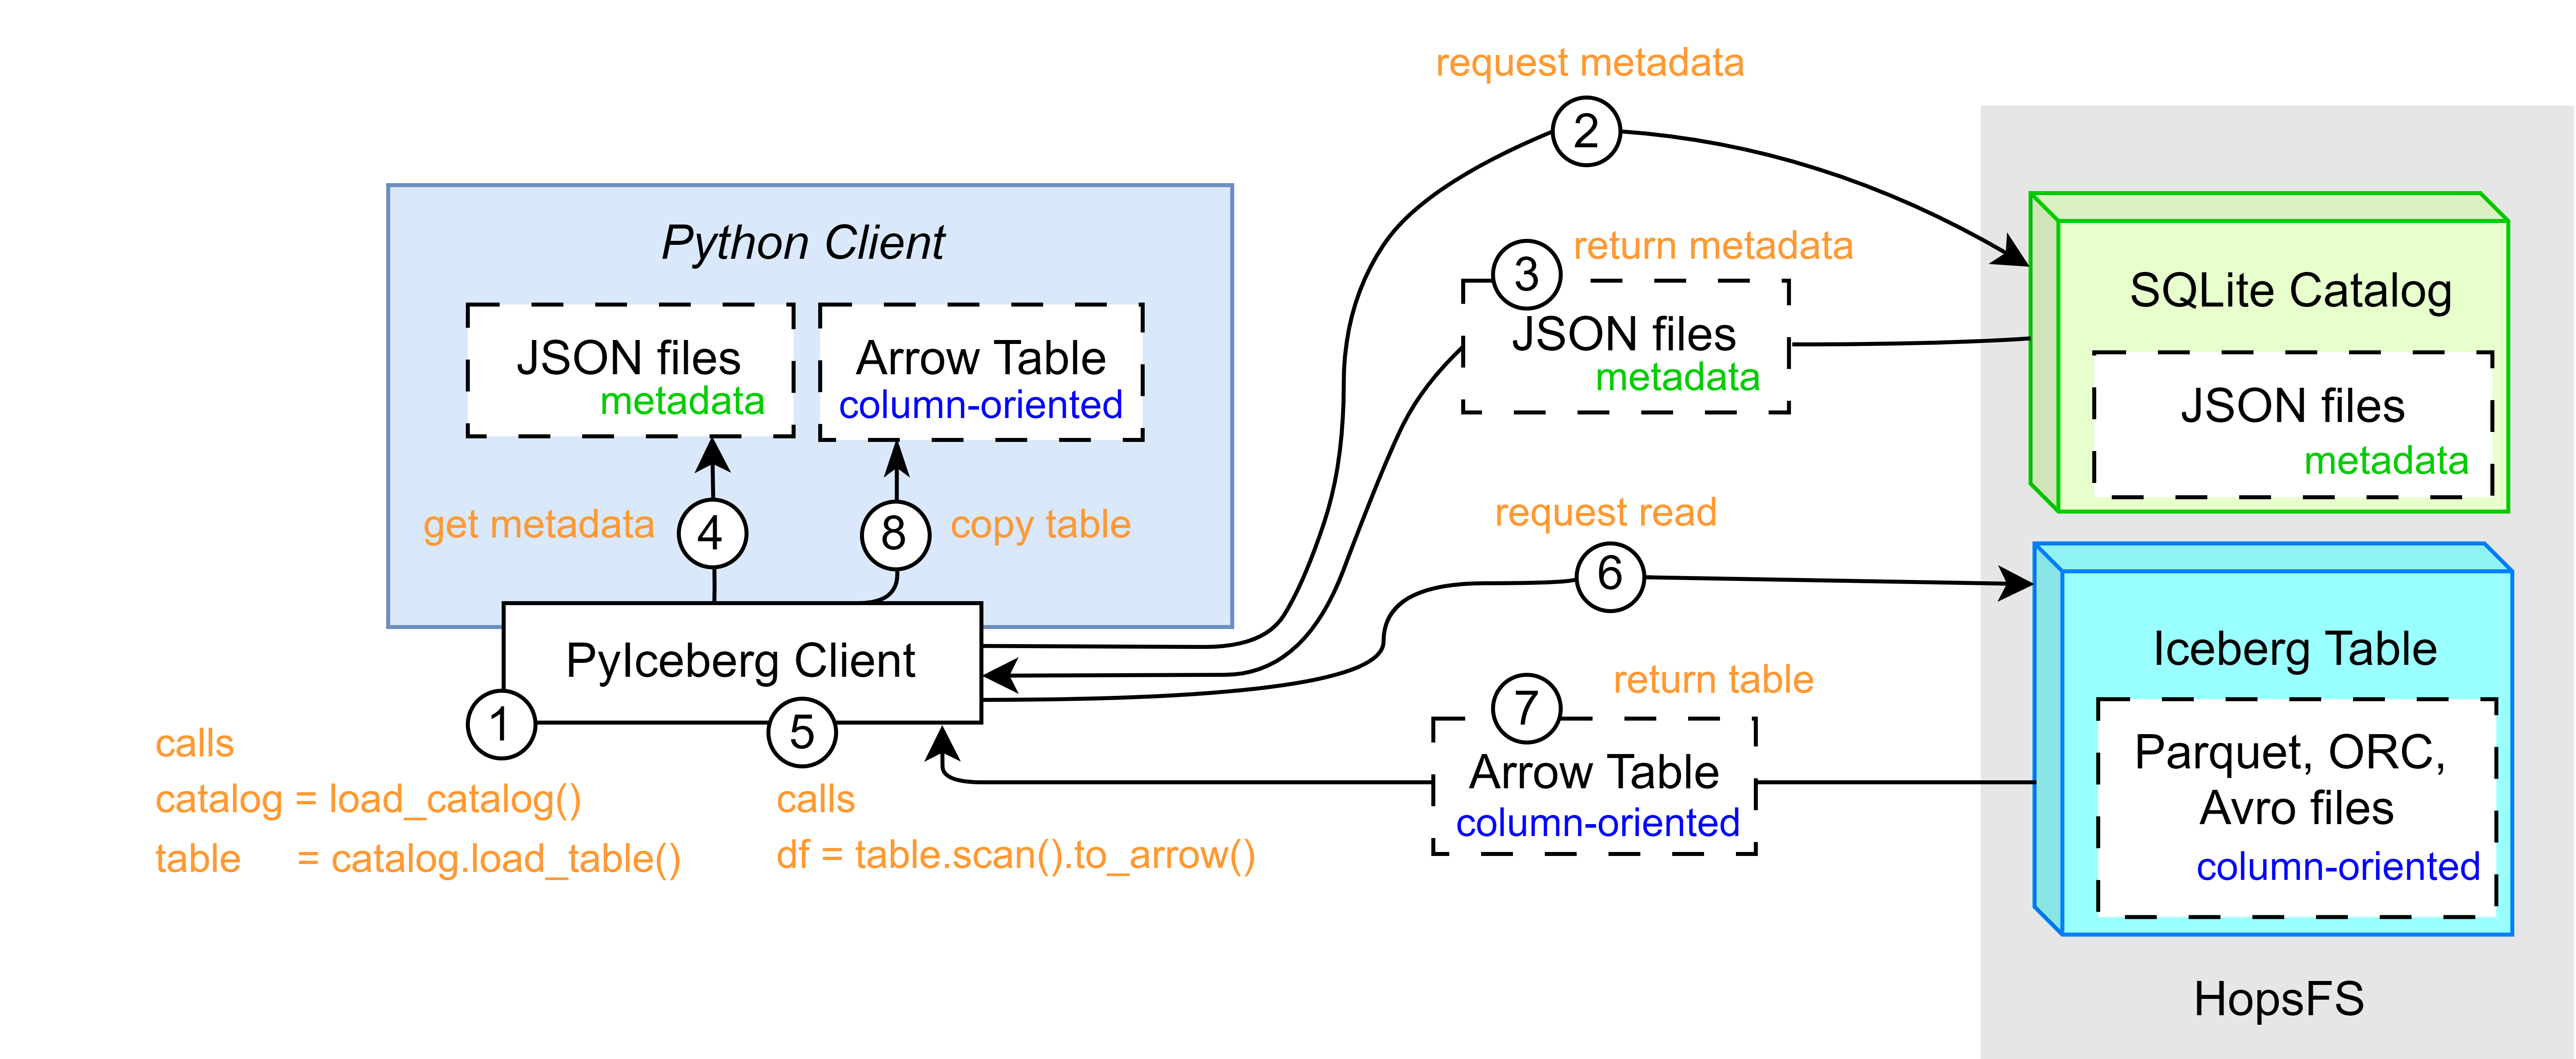 request metadata
2
Python Client
JSON files
metadata
Arrow Table
column-oriented
get metadata
4
8
copy table
PyIceberg Client
1
5
calls
catalog = load_catalog()
table = catalog.load_table()
calls
df = table.scan().to_arrow()
3
return metadata
JSON files
metadata
request read
6
7
return table
Arrow Table
column-oriented
SQLite Catalog
JSON files
metadata
Iceberg Table
Parquet, ORC,
Avro files
column-oriented
HopsFS